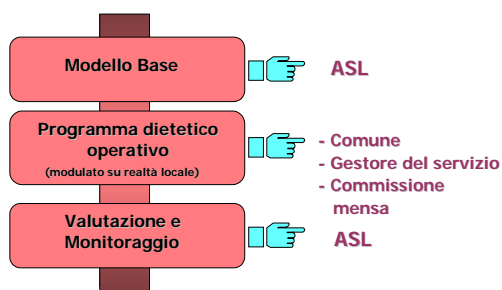 Modello Base
ASL
Programma dietetico
operativo
(modulato su realtà locale)
- Comune
- Gestore del servizio
- Commissione
mensa
Valutazione e
Monitoraggio
ASL